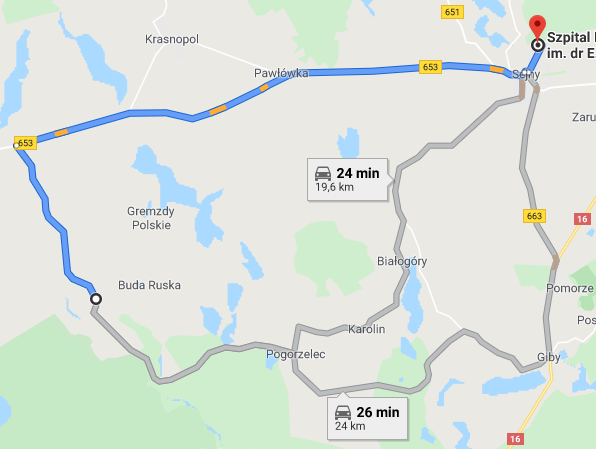 651
Krasnopol
Szpital
im. dr E
Pawłówka
653
Sejny
653
Zaru
24 min
19,6 km
Gremzdy
Polskie
663
16
Białogóry
Buda Ruska
Pomorze
Karolin
Pos
Pogorzelec
Giby
26 min
24 km
16